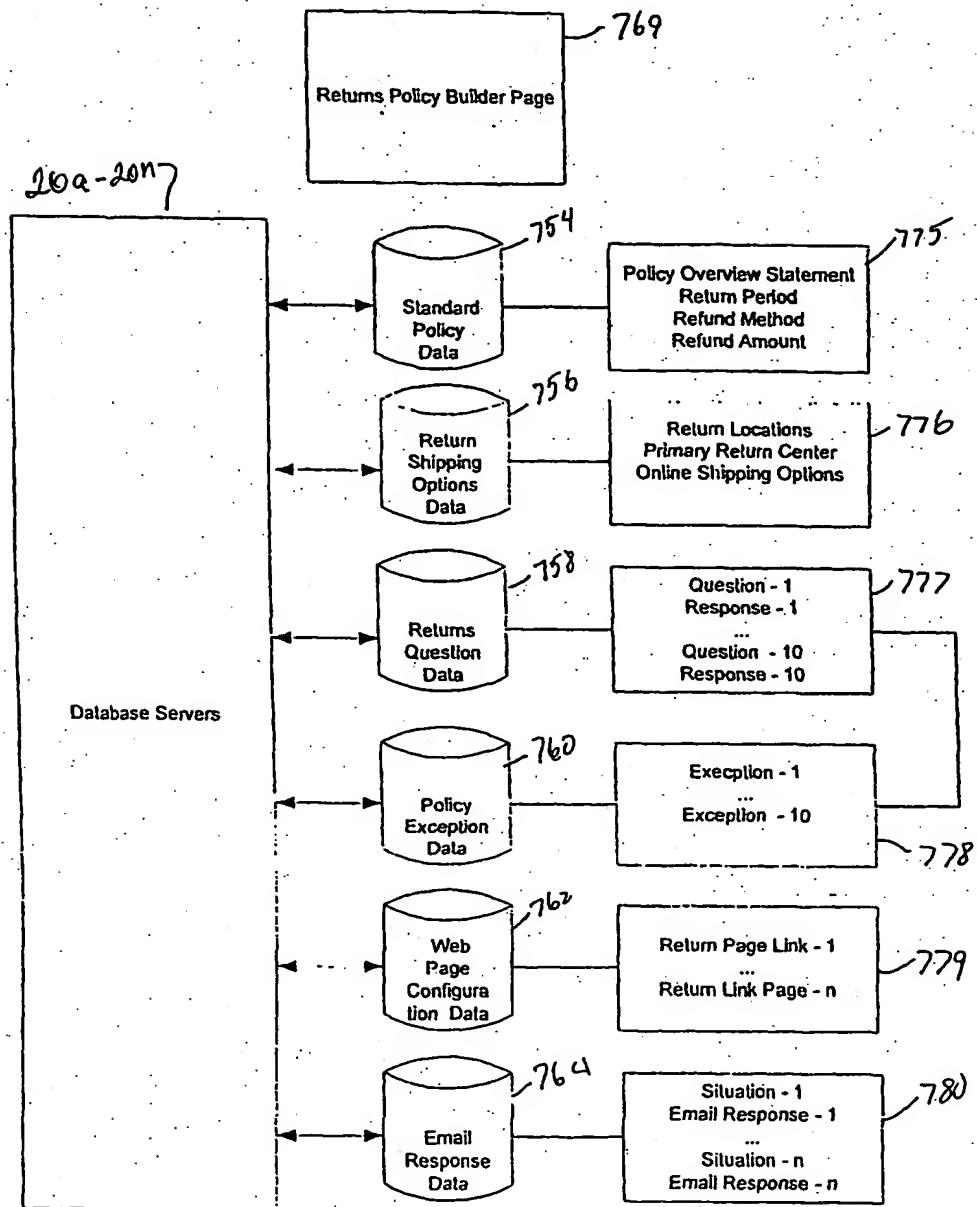 769
Returns Policy Builder Page
20a-20n
754
775
Standard
Policy
Data
Policy Overview Statement
Return Period
Refund Method
Refund Amount
756
776
Return
Shipping
Options
Data
Return Locations
Primary Return Center
Online Shipping Options
758
777
Returns
Question
Data
Question - 1
Response - 1
...
Question - 10
Response - 10
Database Servers
760
Policy
Exception
Data
Execption - 1
...
Exception - 10
778
762
Web
Page
Configura
tion Data
Return Page Link - 1
...
Return Link Page - n
779
764
780
Email
Response
Data
Situation - 1
Email Response - 1
...
Situation - n
Email Response - n